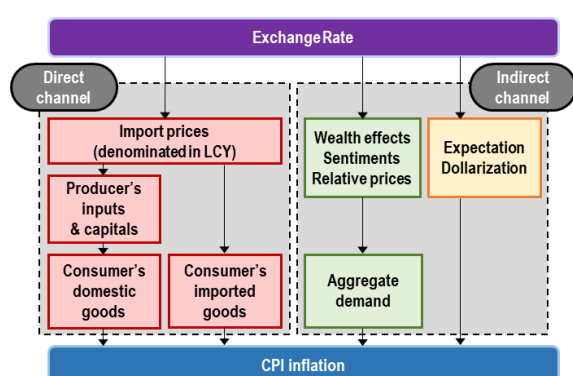 Exchange Rate
Direct
channel
Indirect
channel
Import prices
(denominated in LCY)
Wealth effects
Sentiments
Relative prices
Expectation
Dollarization
Producer's
inputs
& capitals
Consumer's
domestic
goods
Consumer's
imported
goods
Aggregate
demand
CPI inflation